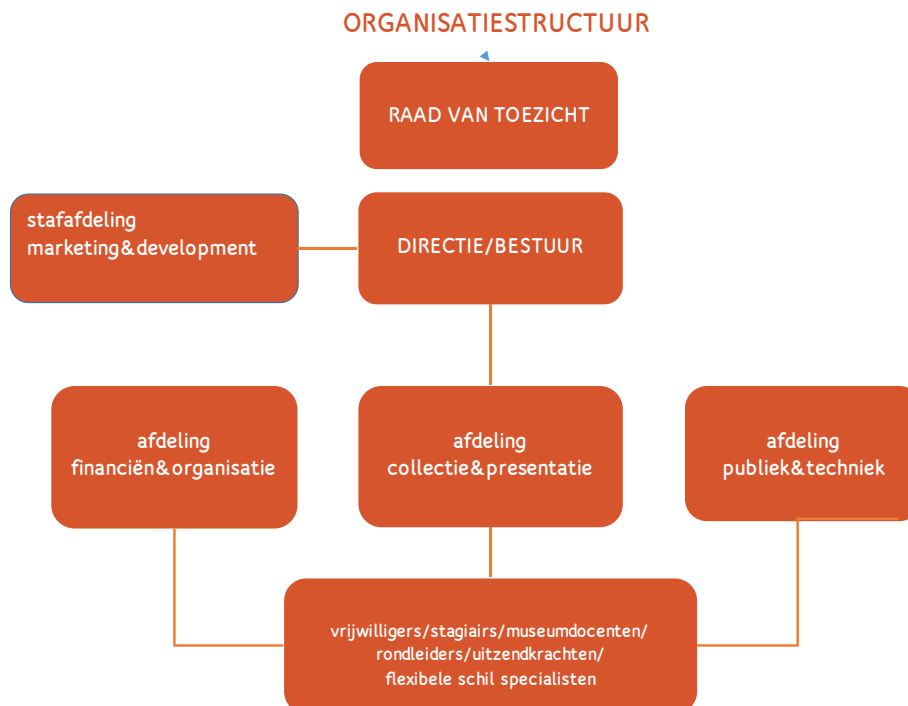 ORGANISATIESTRUCTUUR
RAAD VAN TOEZICHT
stafafdeling
marketing&development
DIRECTIE/BESTUUR
afdeling
financiën&organisatie
afdeling
collectie&presentatie
afdeling
publiek&techniek
vrijwilligers/stagiairs/museumdocenten/
rondleiders/uitzendkrachten/
flexibele schil specialisten